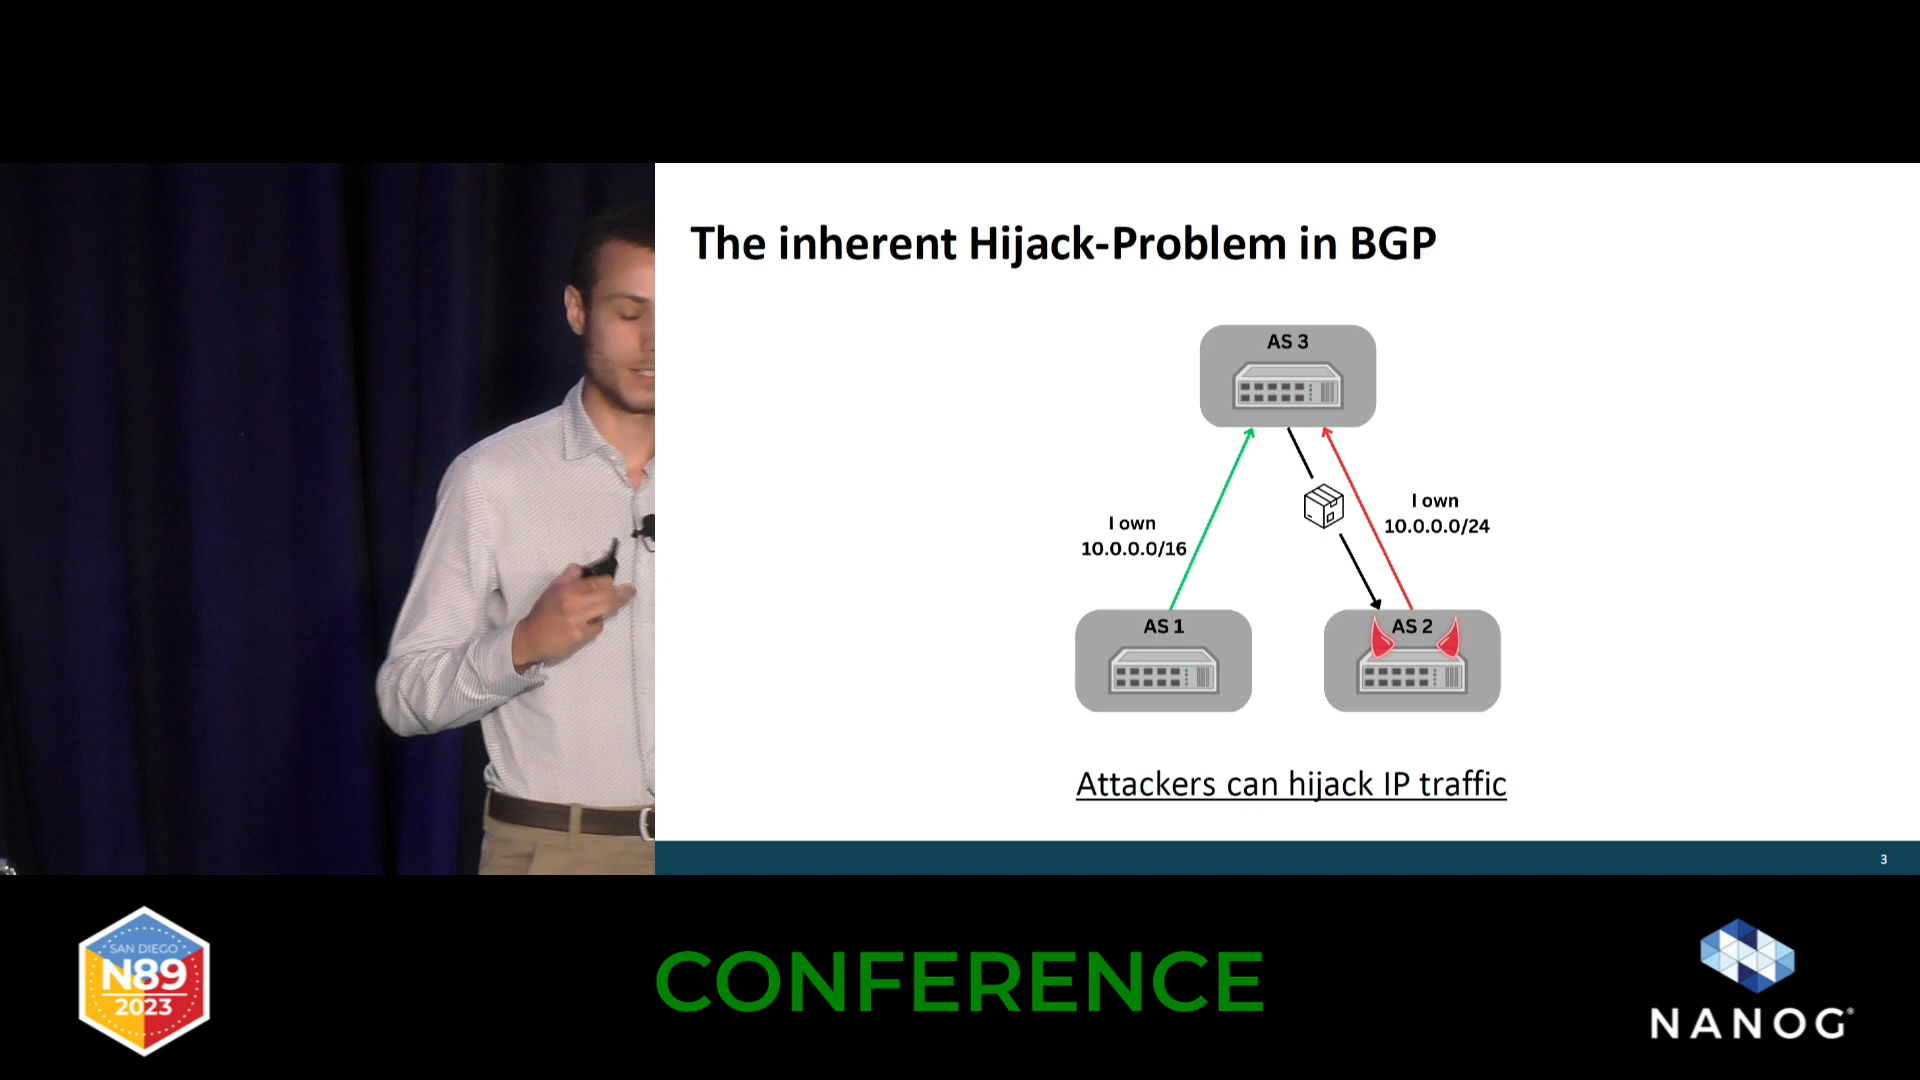 The inherent Hijack-Problem in BGP
AS 3
I own
10.0.0.0/16
I own
10.0.0.0/24
AS 1
AS 2
Attackers can hijack IP traffic
3
SAN DIEGO
N89
2023
CONFERENCE
NANOG®